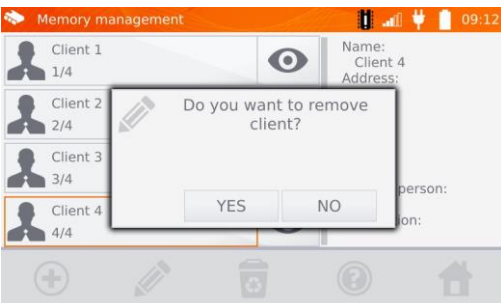 Memory management
09:12
Client 1
1/4
Client 2
2/4
Client 3
3/4
Client 4
4/4
Name:
Client 4
Address:
person:
Do you want to remove
client?
YES
NO